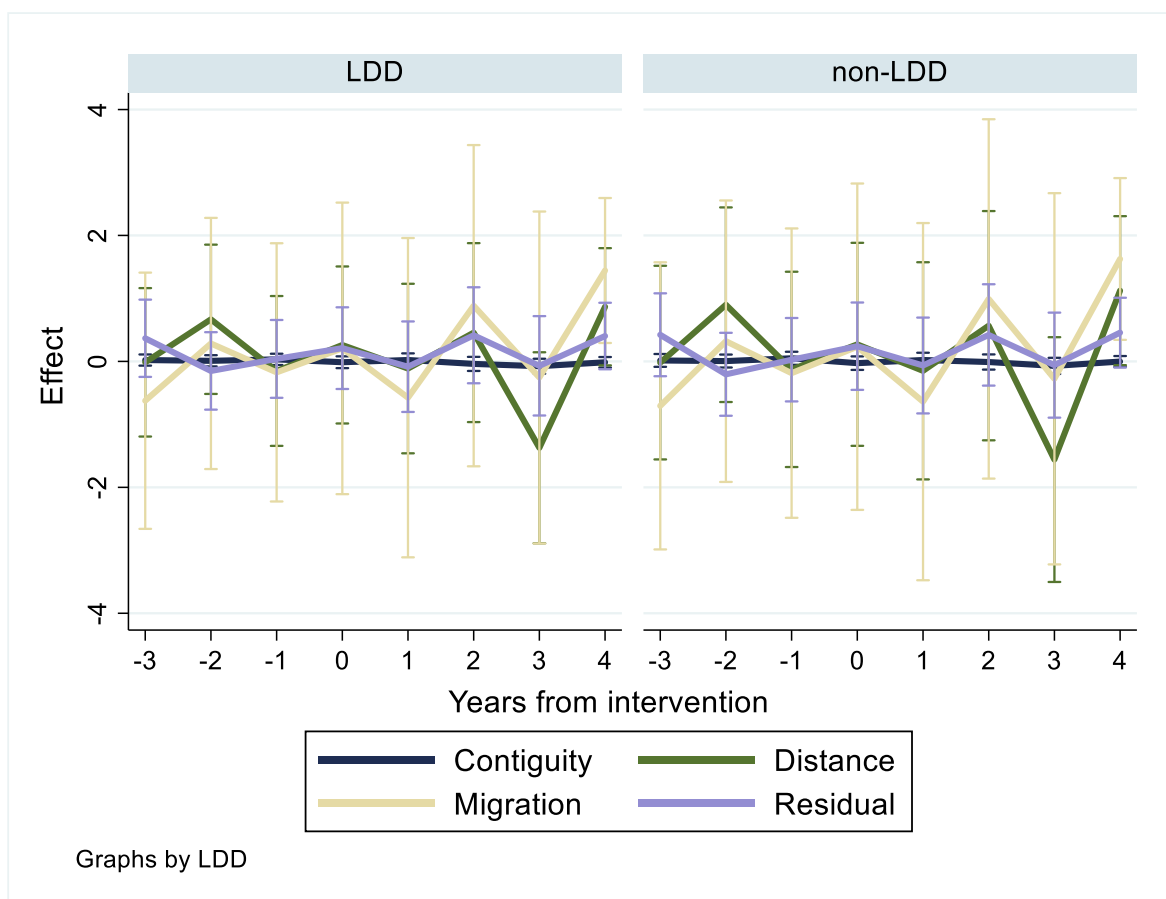 LDD non-LDD
4
2
0
-2
-4
Effect
-3 -2 -1 0 1 2 3 4 -3 -2 -1 0 1 2 3 4
Years from intervention
Contiguity Distance
Migration Residual
Graphs by LDD